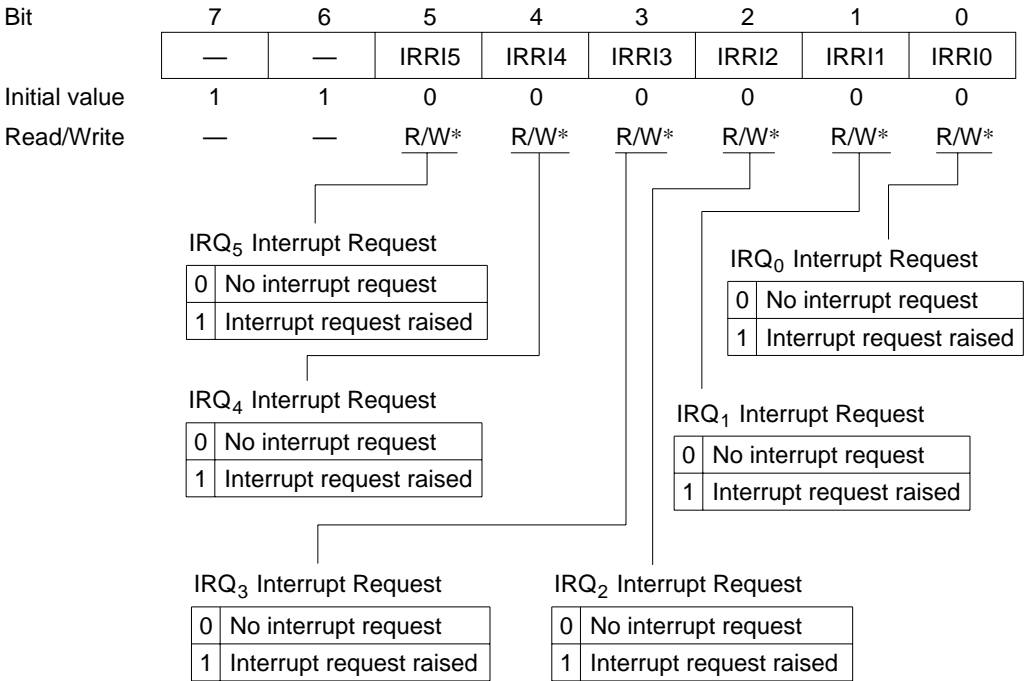 Bit 7 6 5 4 3 2 1 0
— — IRRI5 IRRI4 IRRI3 IRRI2 IRRI1 IRRI0
Initial value 1 1 0 0 0 0 0 0
Read/Write — — R/W* R/W* R/W* R/W* R/W* R/W*
IRQ5 Interrupt Request
0 No interrupt request
1 Interrupt request raised
IRQ0 Interrupt Request
0 No interrupt request
1 Interrupt request raised
IRQ4 Interrupt Request
0 No interrupt request
1 Interrupt request raised
IRQ1 Interrupt Request
0 No interrupt request
1 Interrupt request raised
IRQ3 Interrupt Request
0 No interrupt request
1 Interrupt request raised
IRQ2 Interrupt Request
0 No interrupt request
1 Interrupt request raised